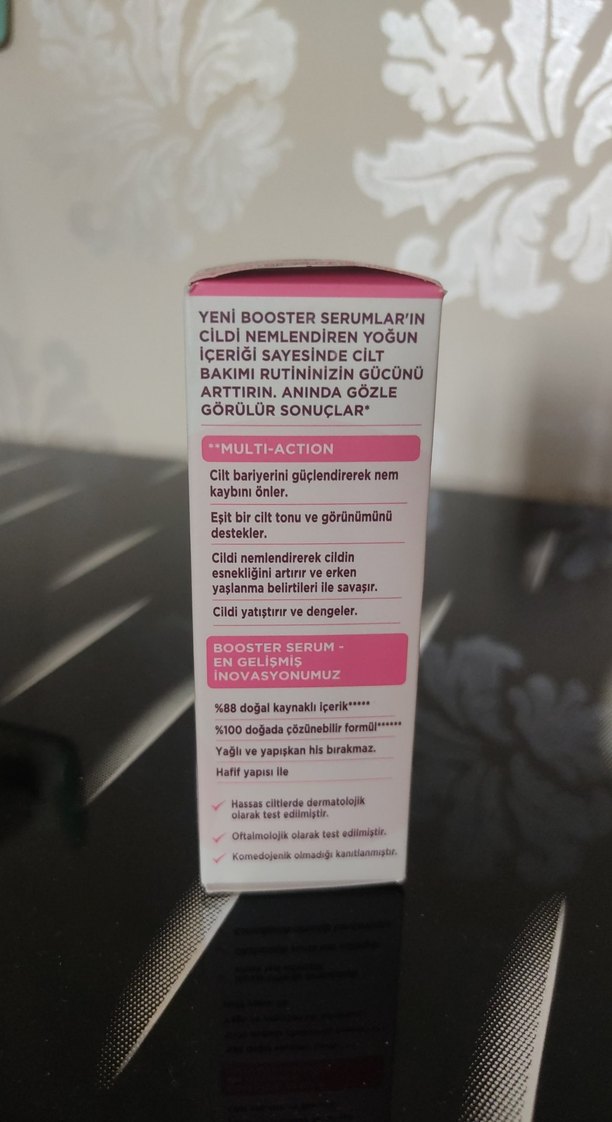 YENİ BOOSTER SERUMLAR'IN
CİLDİ NEMLENDİREN YOĞUN
İÇERİĞİ SAYESİNDE CİLT
BAKIMI RUTİNİNİZİN GÜCÜNÜ
ARTTIRIN. ANINDA GÖZLE
GÖRÜLÜR SONUÇLAR*
**MULTI-ACTION
Cilt bariyerini güçlendirerek nem
kaybını önler.
Eşit bir cilt tonu ve görünümünü
destekler.
Cildi nemlendirerek cildin
esnekliğini artırır ve erken
yaşlanma belirtileri ile savaşır.
Cildi yatıştırır ve dengeler.
BOOSTER SERUM -
EN GELİŞMİŞ
İNOVASYONUMUZ
%88 doğal kaynaklı içerik*****
%100 doğada çözünebilir formül******
Yağlı ve yapışkan his bırakmaz.
Hafif yapısı ile
Hassas ciltlerde dermatolojik
olarak test edilmiştir.
Oftalmolojik olarak test edilmiştir.
Komedojenik olmadığı kanıtlanmıştır.